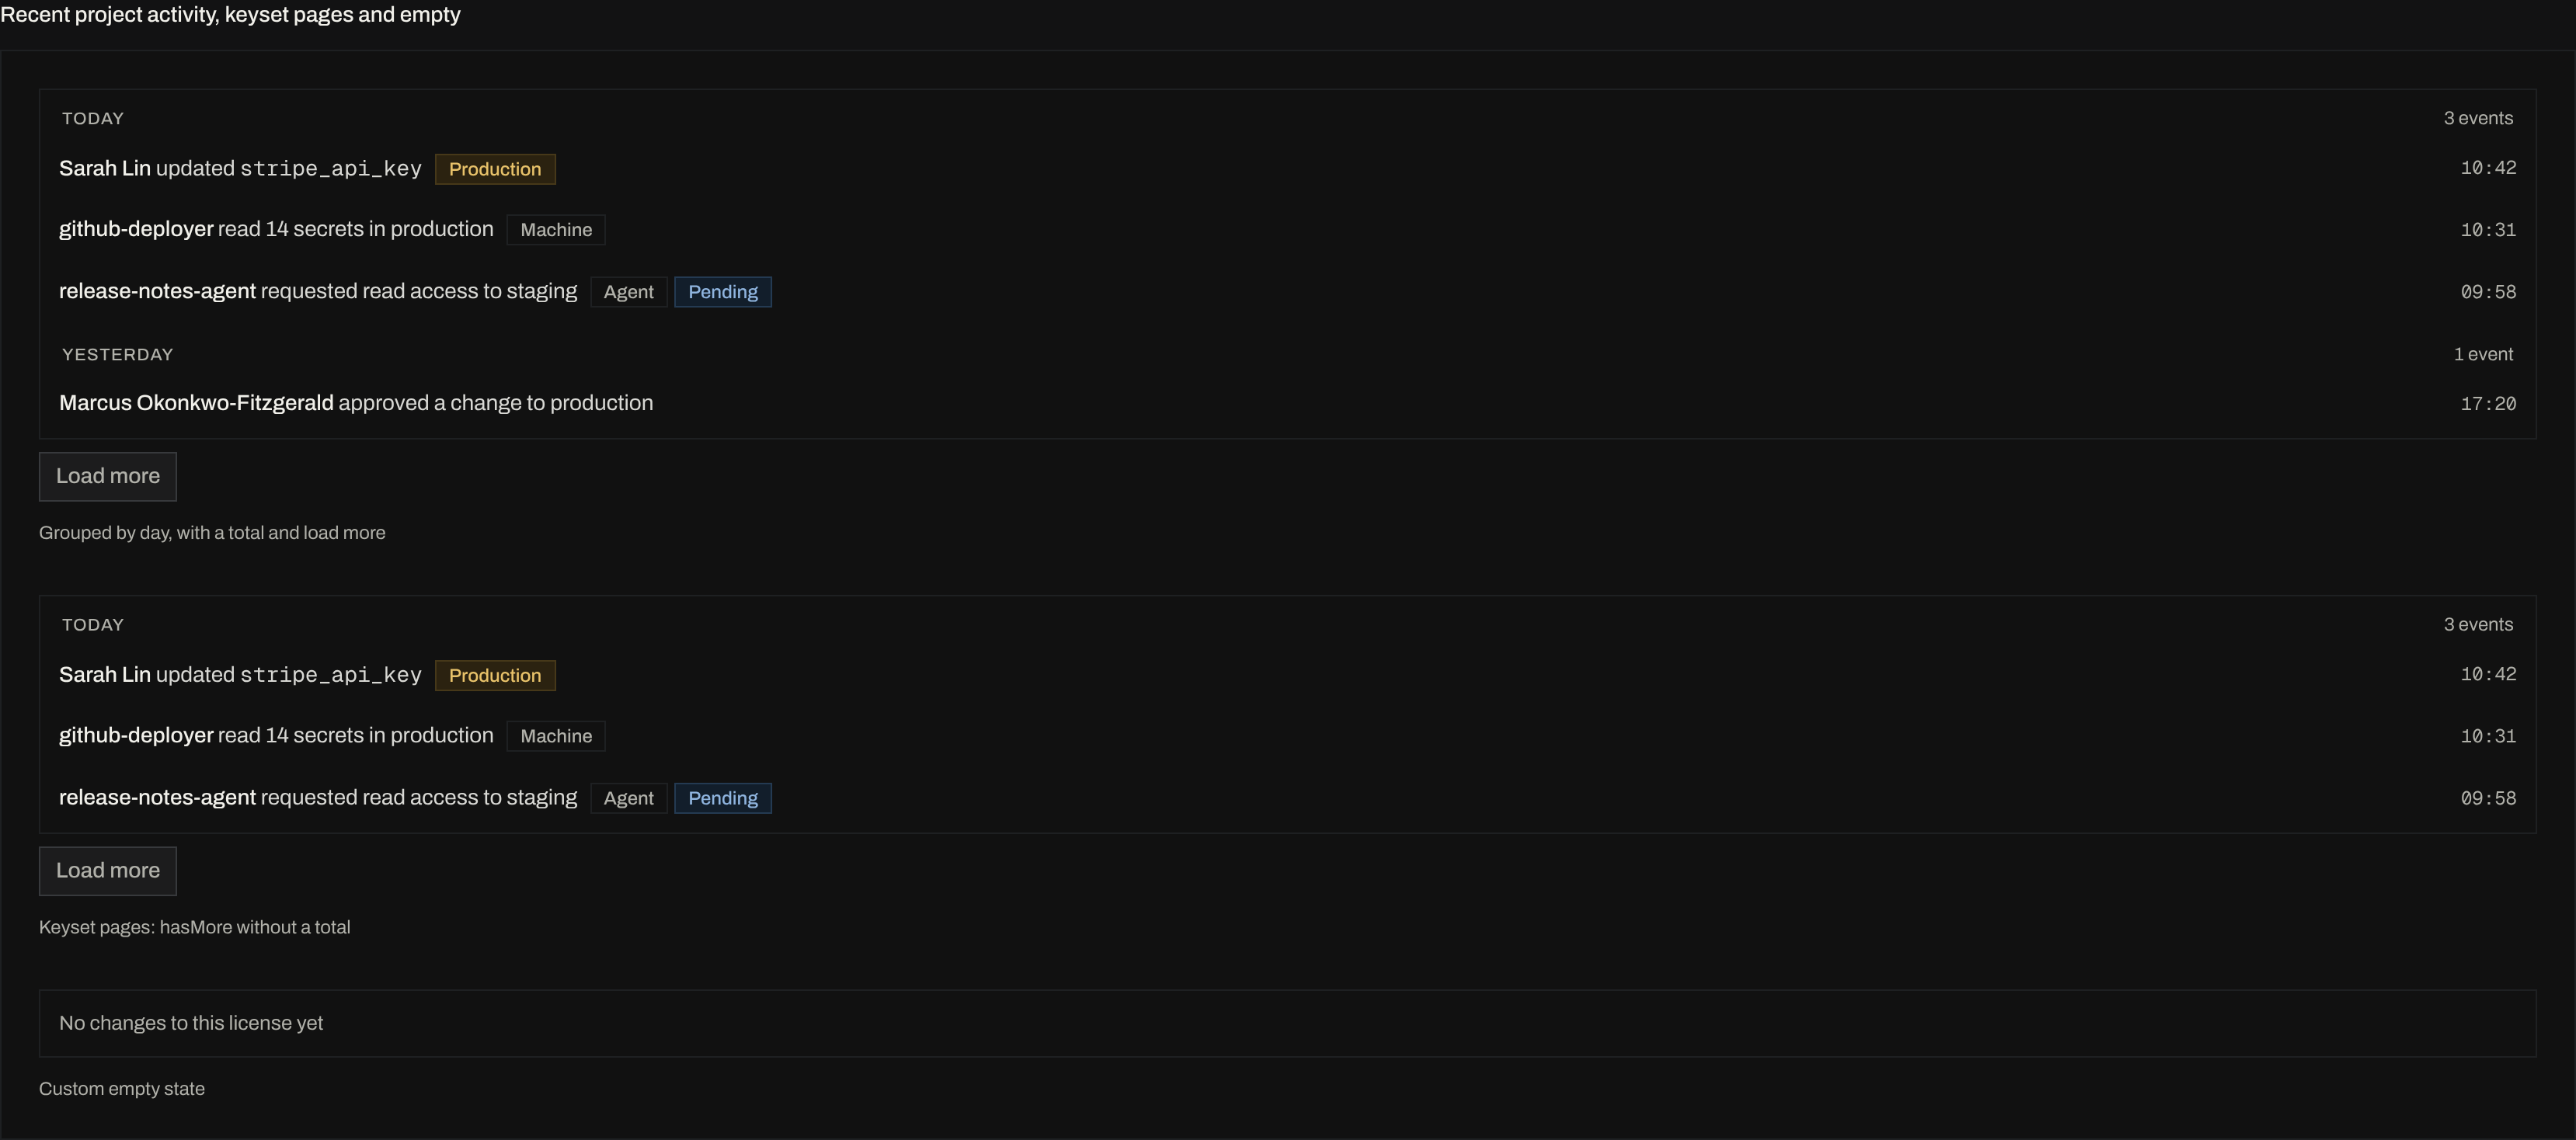 Recent project activity, keyset pages and empty
TODAY 3 events
Sarah Lin updated stripe_api_key Production 10:42
github-deployer read 14 secrets in production Machine 10:31
release-notes-agent requested read access to staging Agent Pending 09:58
YESTERDAY 1 event
Marcus Okonkwo-Fitzgerald approved a change to production 17:20
Load more
Grouped by day, with a total and load more
TODAY 3 events
Sarah Lin updated stripe_api_key Production 10:42
github-deployer read 14 secrets in production Machine 10:31
release-notes-agent requested read access to staging Agent Pending 09:58
Load more
Keyset pages: hasMore without a total
No changes to this license yet
Custom empty state